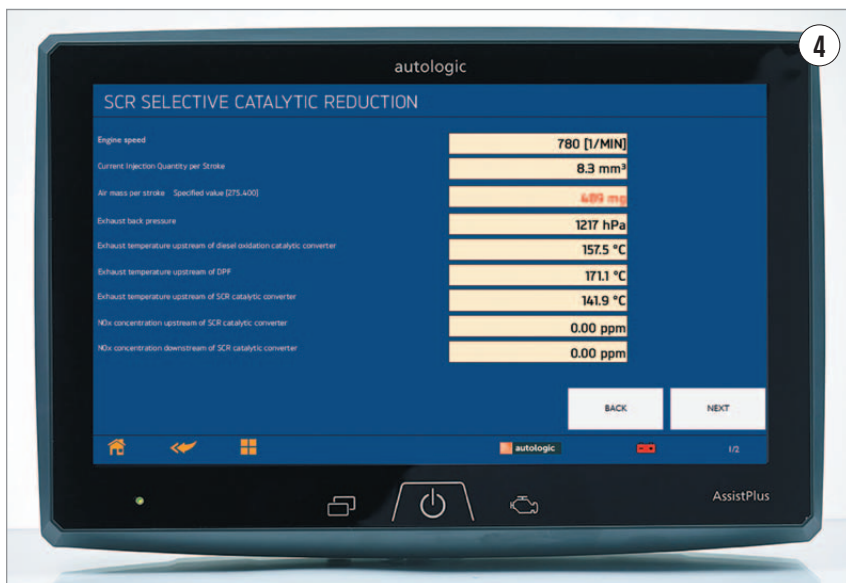 4
autologic
SCR SELECTIVE CATALYTIC REDUCTION
Engine speed 780 [1/MIN]
Current Injection Quantity per Stroke 8.3 mm³
Air mass per stroke Specified value [275,400] 489 mg
Exhaust back pressure 1217 hPa
Exhaust temperature upstream of diesel oxidation catalytic converter 157.5 °C
Exhaust temperature upstream of DPF 171.1 °C
Exhaust temperature upstream of SCR catalytic converter 141.9 °C
NOx concentration upstream of SCR catalytic converter 0.00 ppm
NOx concentration downstream of SCR catalytic converter 0.00 ppm
BACK NEXT
autologic 1/2
AssistPlus